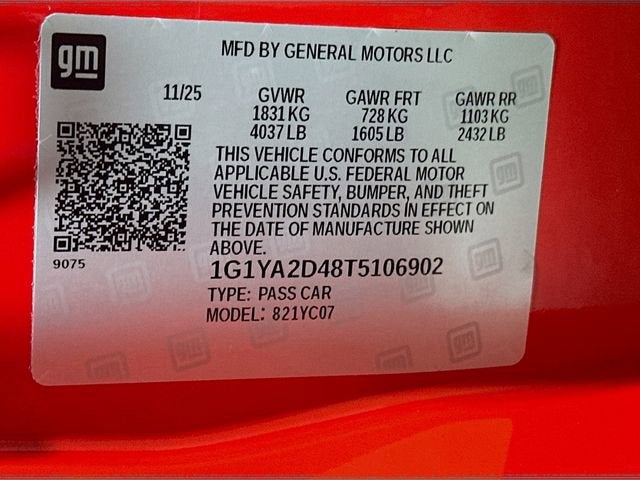 gm
MFD BY GENERAL MOTORS LLC
11/25 GVWR GAWR FRT GAWR RR
1831 KG 728 KG 1103 KG
4037 LB 1605 LB 2432 LB
THIS VEHICLE CONFORMS TO ALL
APPLICABLE U.S. FEDERAL MOTOR
VEHICLE SAFETY, BUMPER, AND THEFT
PREVENTION STANDARDS IN EFFECT ON
THE DATE OF MANUFACTURE SHOWN
ABOVE.
9075
1G1YA2D48T5106902
TYPE: PASS CAR
MODEL: 821YC07